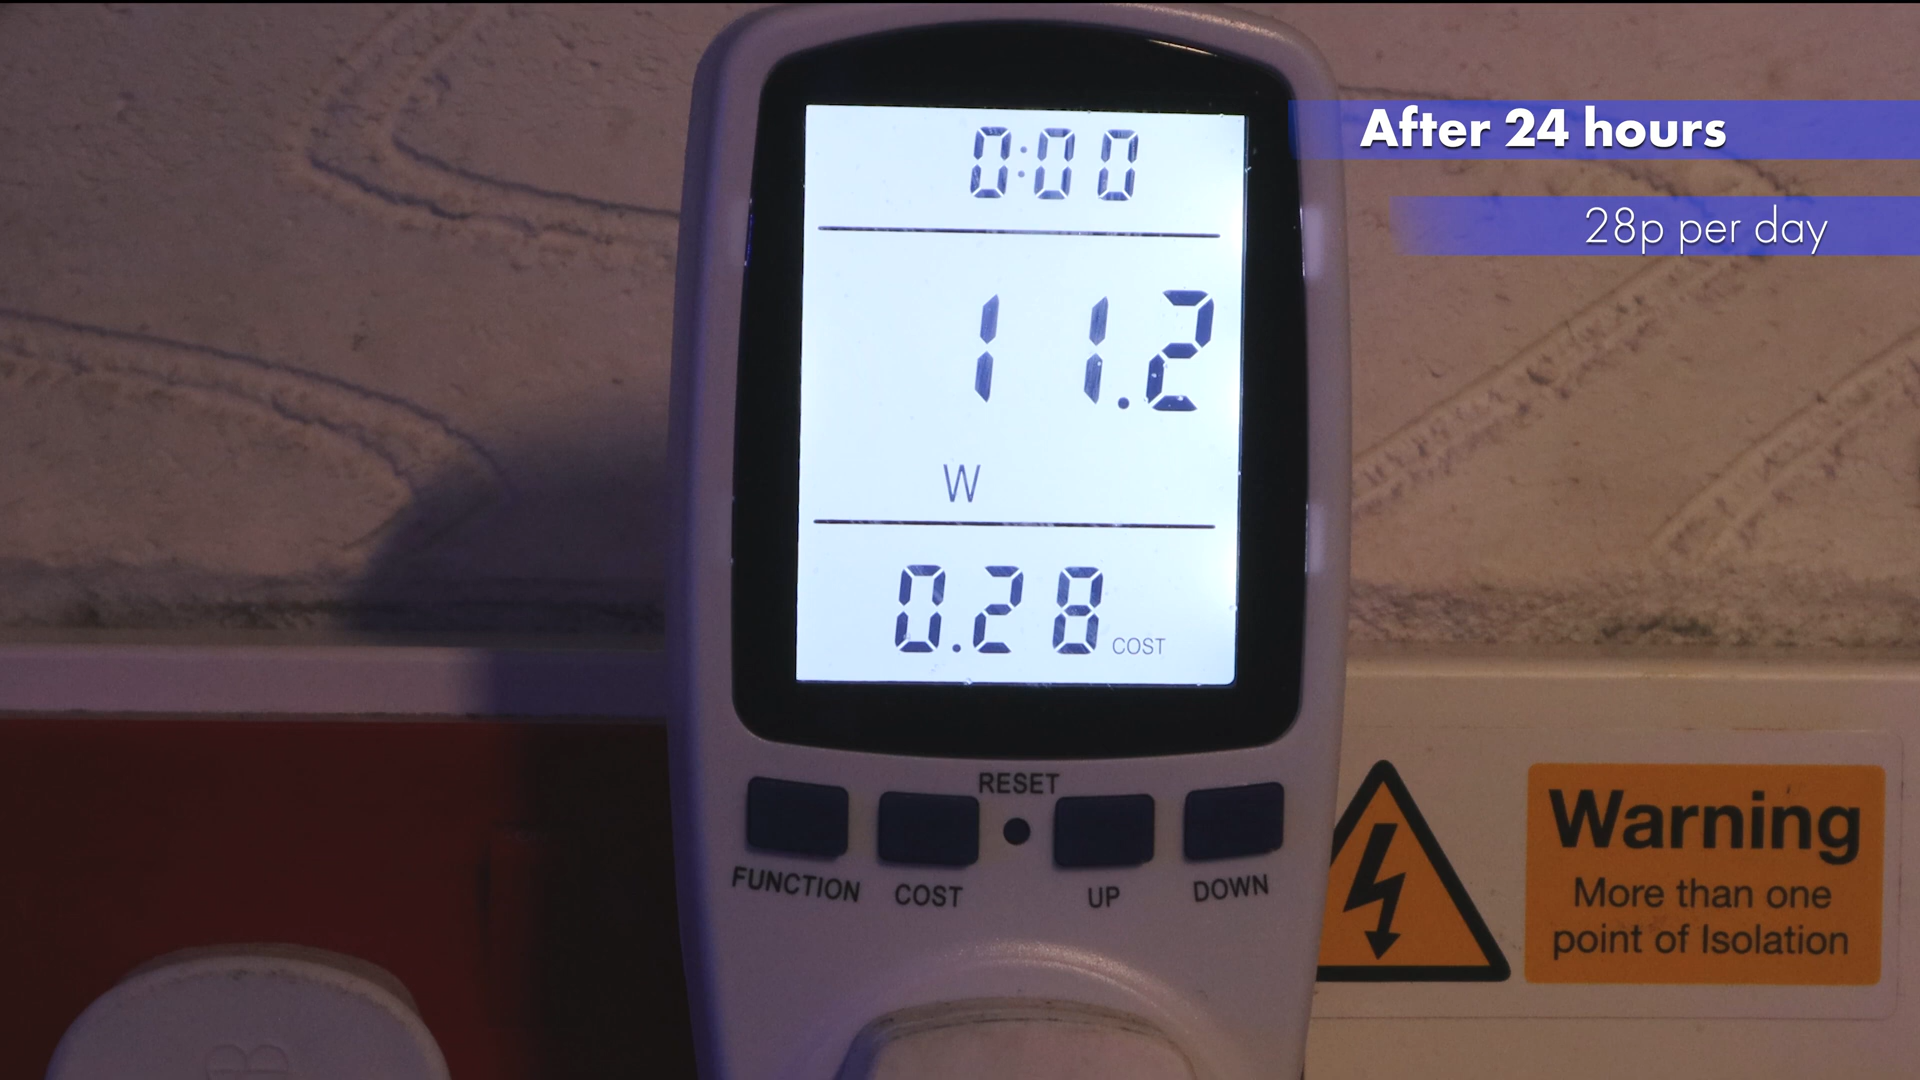 After 24 hours
28p per day
0:00
11.2
W
0.28 COST
RESET
FUNCTION COST UP DOWN
Warning
More than one
point of Isolation